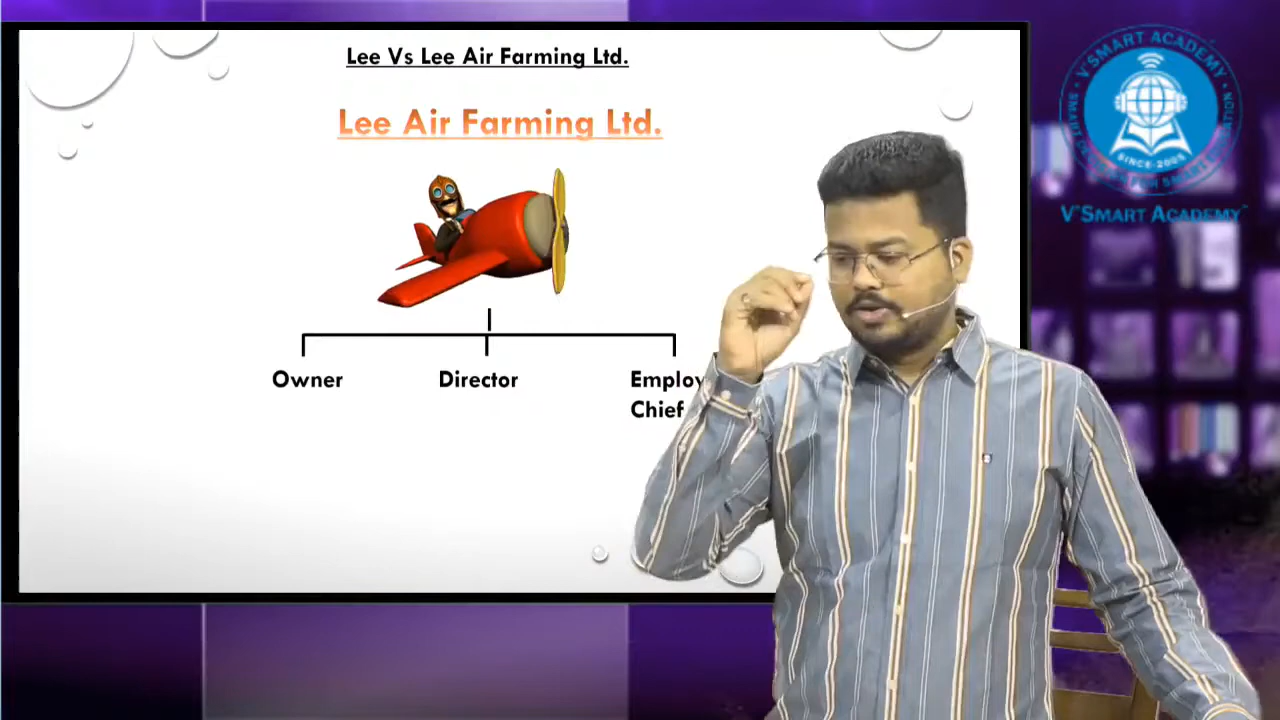 Lee Vs Lee Air Farming Ltd.
Lee Air Farming Ltd.
Owner
Director
Chief
V'SMART ACADEMY
SINCE-2005
V'SMART ACADEMY